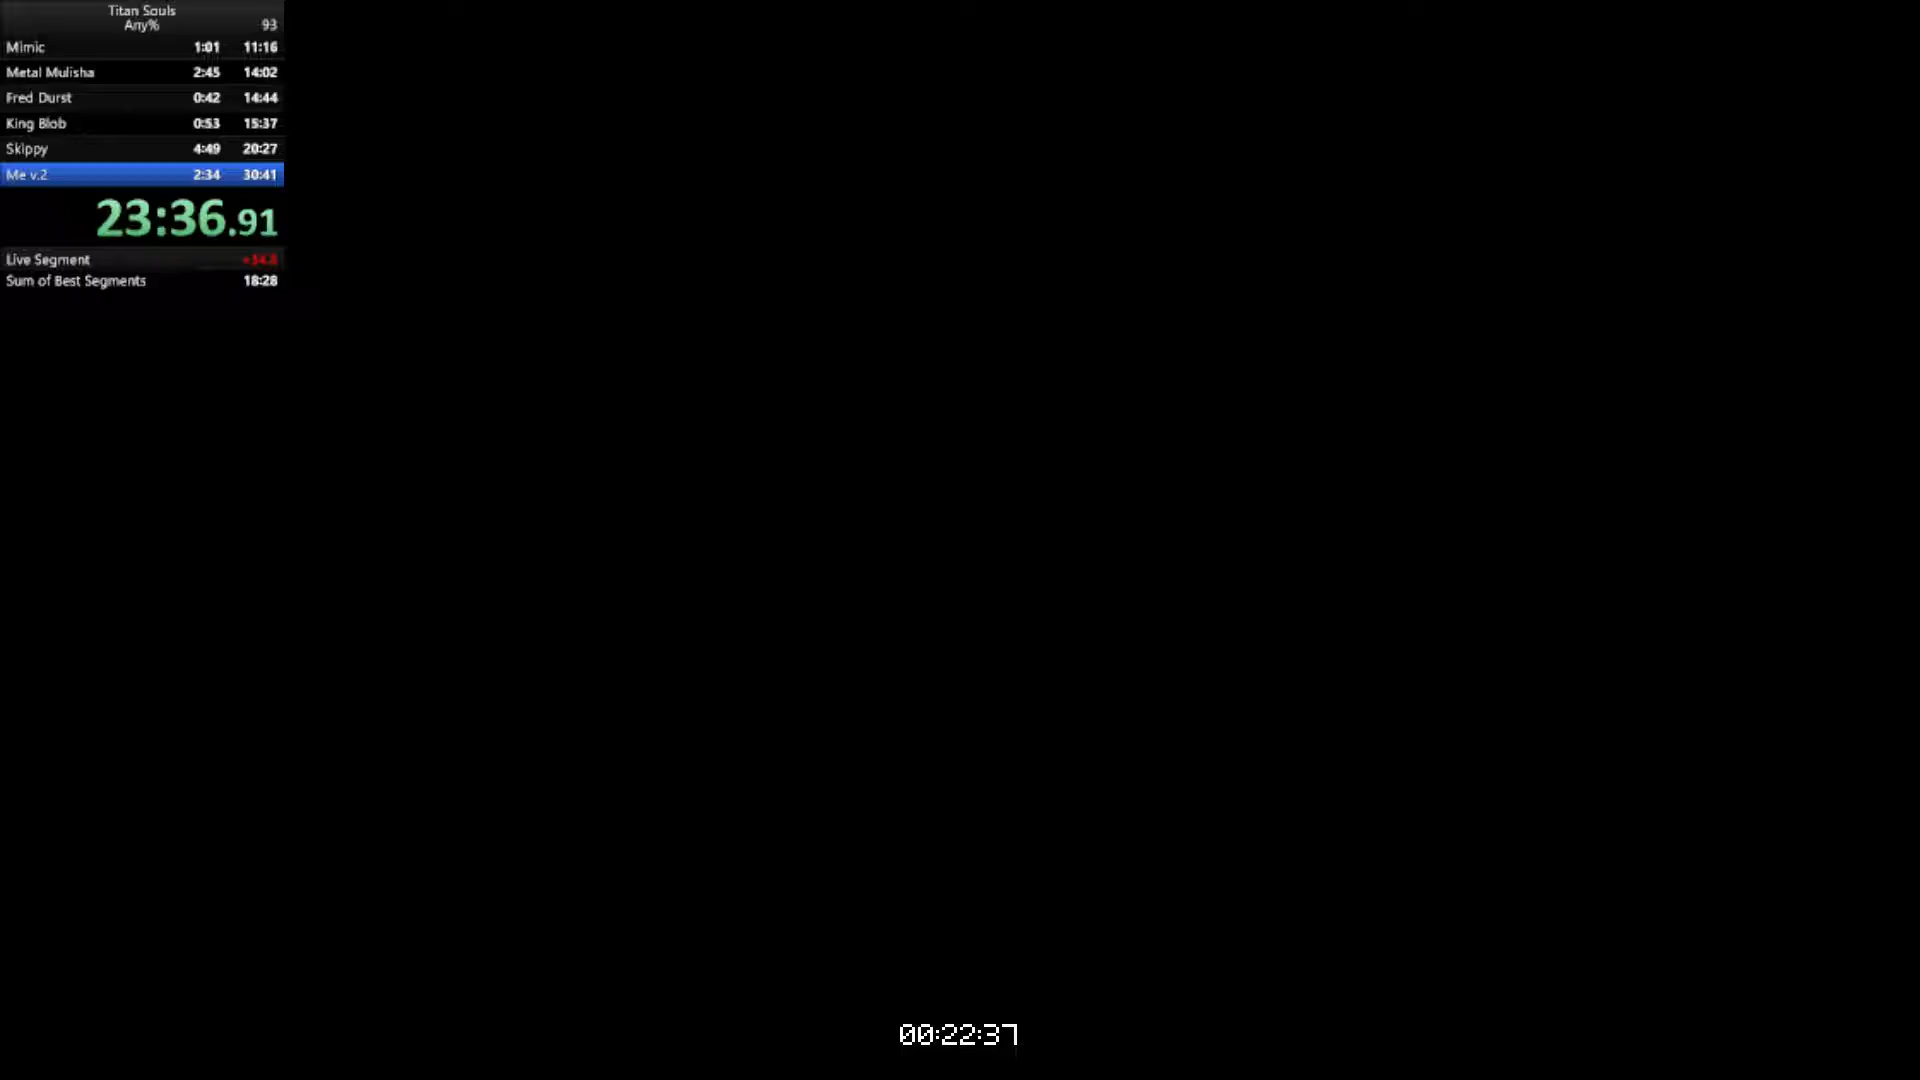 Titan Souls
Any%
93
Mimic 1:01 11:16
Metal Mulisha 2:45 14:02
Fred Durst 0:42 14:44
King Blob 0:53 15:37
Skippy 4:49 20:27
Me v.2 2:34 30:41
23:36.91
Live Segment
Sum of Best Segments 18:28
00:22:37